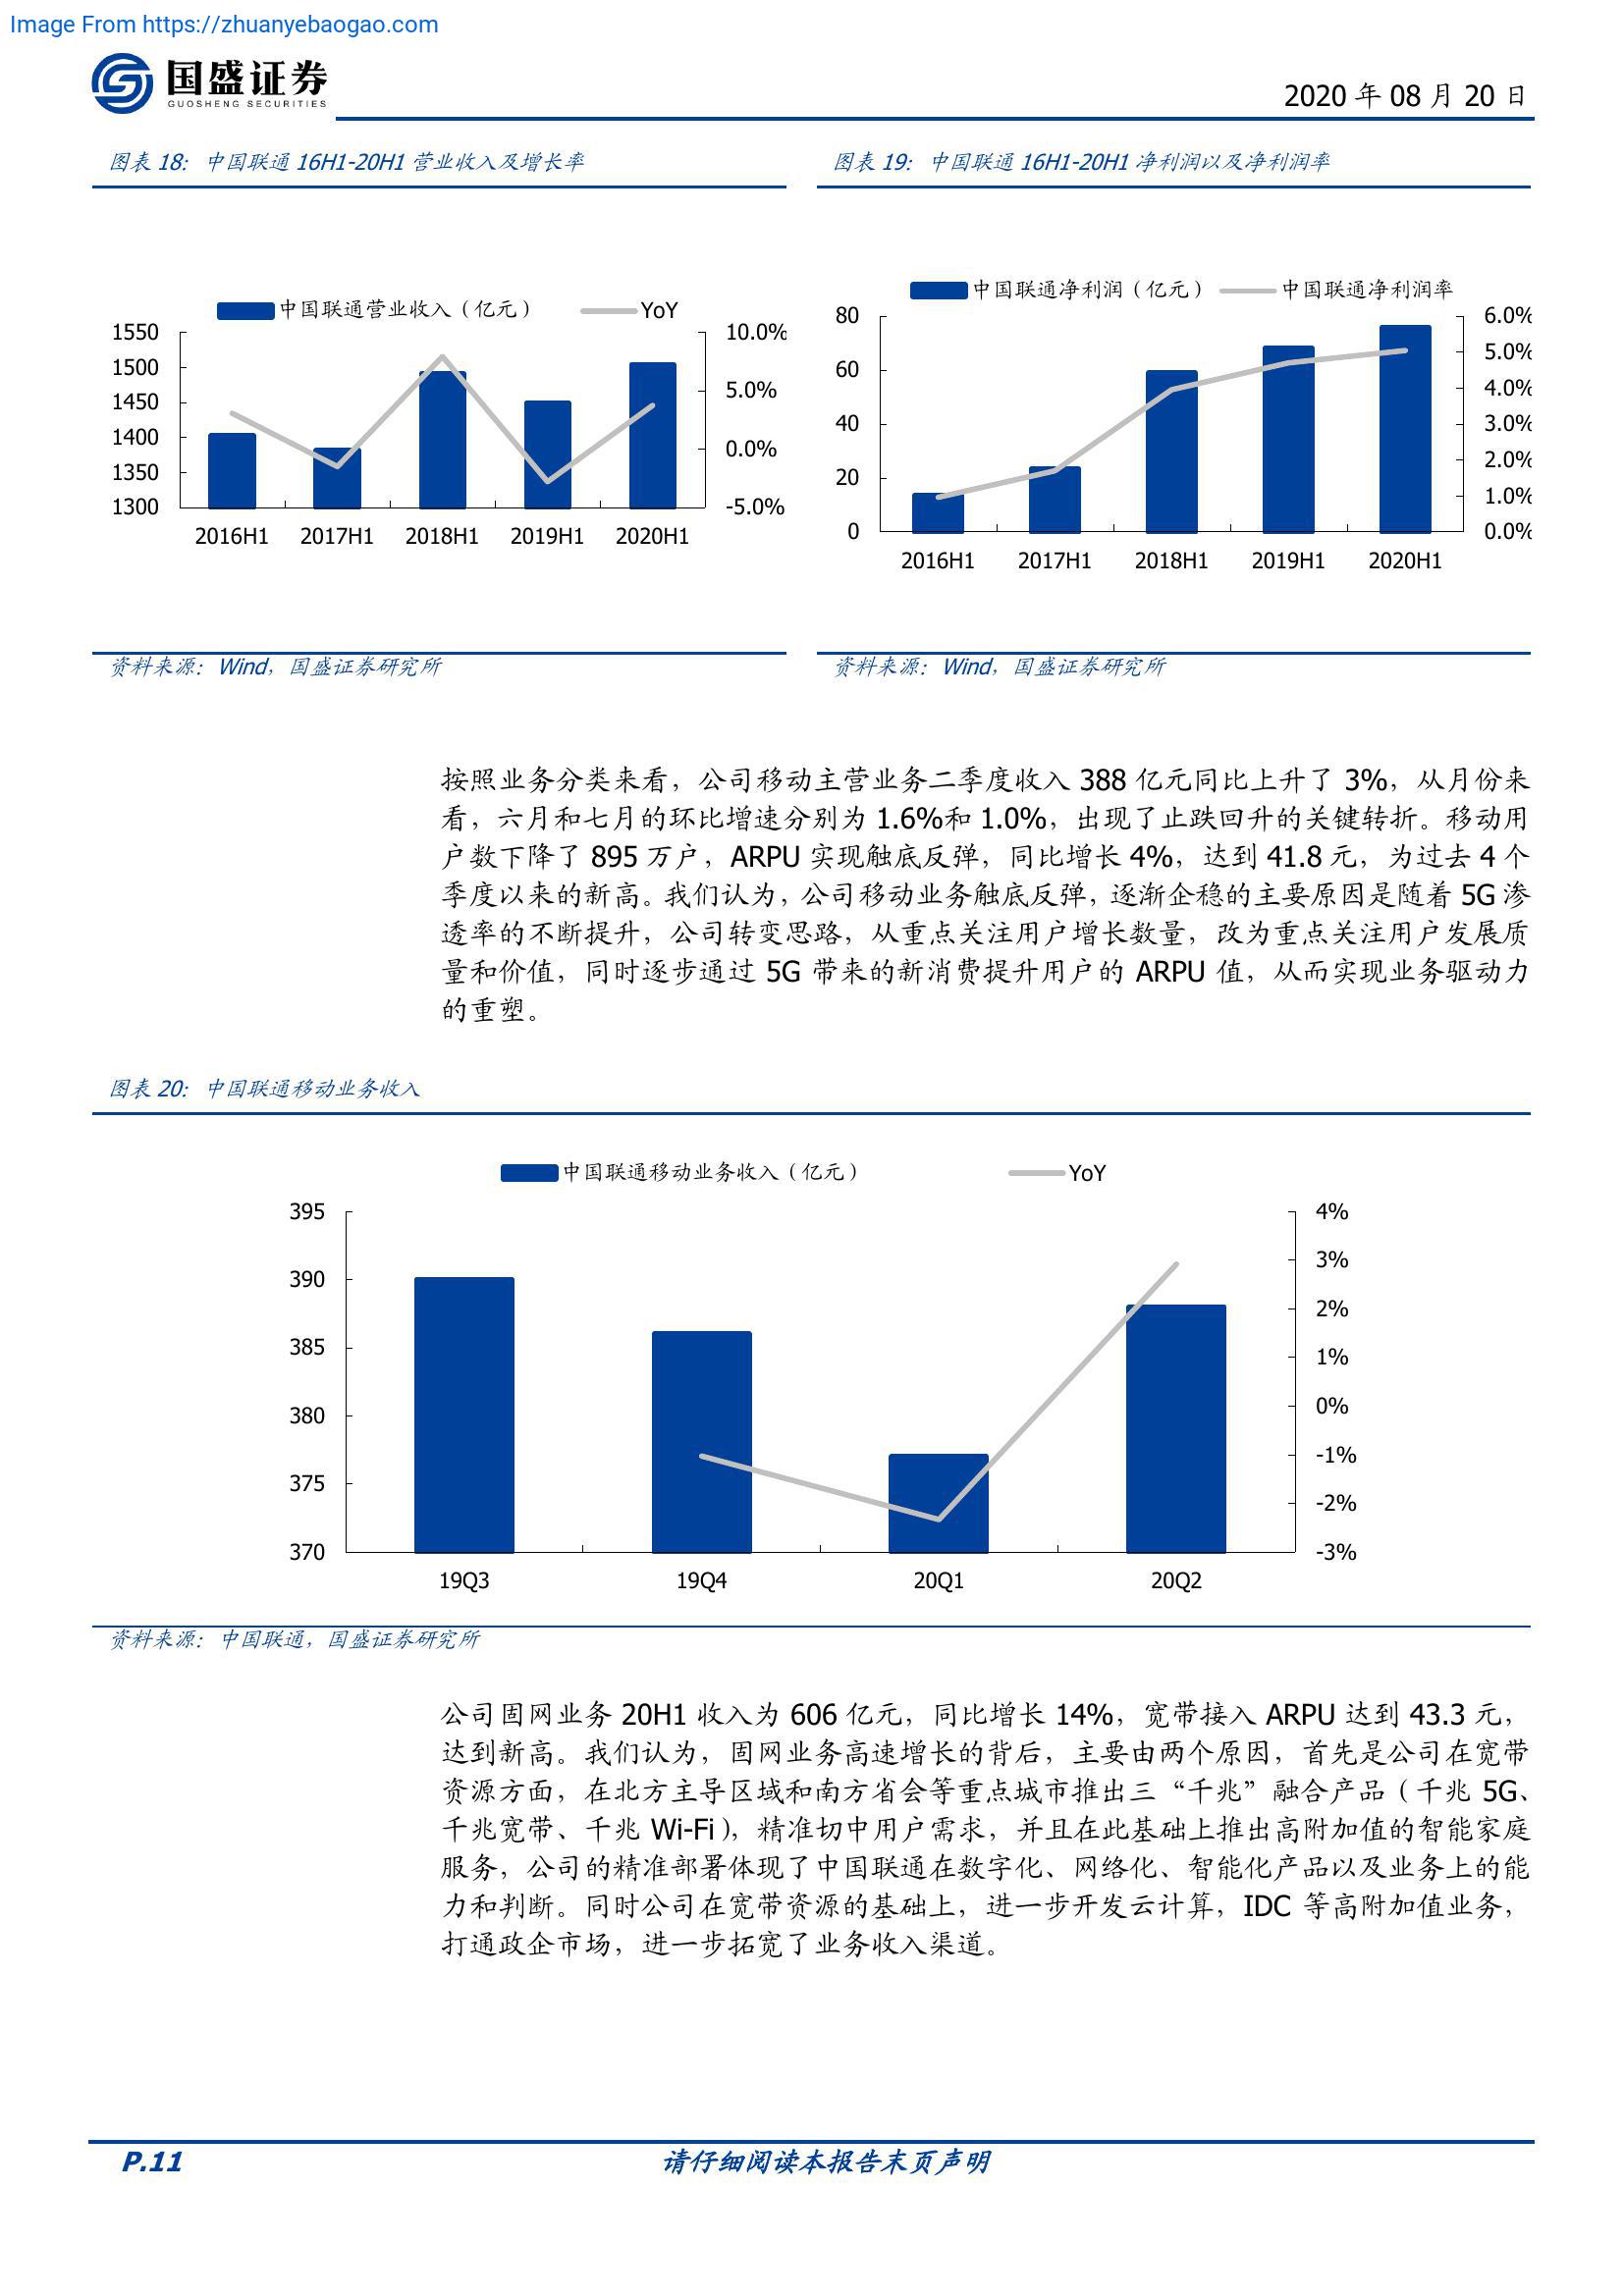 Image From https://zhuanyebaogao.com
国盛证券
GUOSHENG SECURITIES
2020 年 08 月 20 日
图表 18： 中国联通 16H1-20H1 营业收入及增长率
中国联通营业收入（亿元） YoY
1550
1500
1450
1400
1350
1300
10.0%
5.0%
0.0%
-5.0%
2016H1 2017H1 2018H1 2019H1 2020H1
资料来源：Wind，国盛证券研究所
图表 19： 中国联通 16H1-20H1 净利润以及净利润率
中国联通净利润（亿元） 中国联通净利润率
80
60
40
20
0
6.0%
5.0%
4.0%
3.0%
2.0%
1.0%
0.0%
2016H1 2017H1 2018H1 2019H1 2020H1
资料来源：Wind，国盛证券研究所
按照业务分类来看，公司移动主营业务二季度收入 388 亿元同比上升了 3%，从月份来
看，六月和七月的环比增速分别为 1.6%和 1.0%，出现了止跌回升的关键转折。移动用
户数下降了 895 万户，ARPU 实现触底反弹，同比增长 4%，达到 41.8 元，为过去 4 个
季度以来的新高。我们认为，公司移动业务触底反弹，逐渐企稳的主要原因是随着 5G 渗
透率的不断提升，公司转变思路，从重点关注用户增长数量，改为重点关注用户发展质
量和价值，同时逐步通过 5G 带来的新消费提升用户的 ARPU 值，从而实现业务驱动力
的重塑。
图表 20： 中国联通移动业务收入
中国联通移动业务收入（亿元） YoY
395
390
385
380
375
370
4%
3%
2%
1%
0%
-1%
-2%
-3%
19Q3 19Q4 20Q1 20Q2
资料来源：中国联通，国盛证券研究所
公司固网业务 20H1 收入为 606 亿元，同比增长 14%，宽带接入 ARPU 达到 43.3 元，
达到新高。我们认为，固网业务高速增长的背后，主要由两个原因，首先是公司在宽带
资源方面，在北方主导区域和南方省会等重点城市推出三“千兆”融合产品（千兆 5G、
千兆宽带、千兆 Wi-Fi），精准切中用户需求，并且在此基础上推出高附加值的智能家庭
服务，公司的精准部署体现了中国联通在数字化、网络化、智能化产品以及业务上的能
力和判断。同时公司在宽带资源的基础上，进一步开发云计算，IDC 等高附加值业务，
打通政企市场，进一步拓宽了业务收入渠道。
P.11
请仔细阅读本报告末页声明